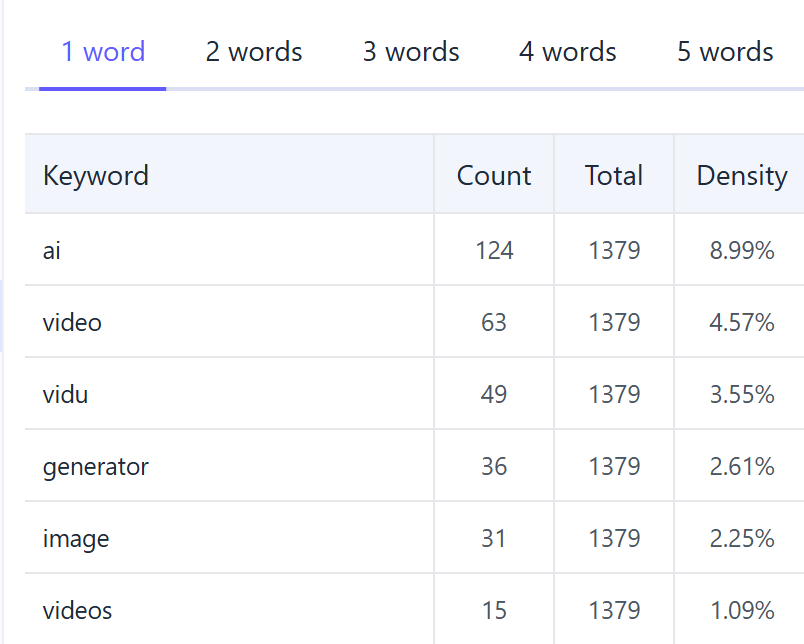 1 word 2 words 3 words 4 words 5 words
Keyword Count Total Density
ai 124 1379 8.99%
video 63 1379 4.57%
vidu 49 1379 3.55%
generator 36 1379 2.61%
image 31 1379 2.25%
videos 15 1379 1.09%